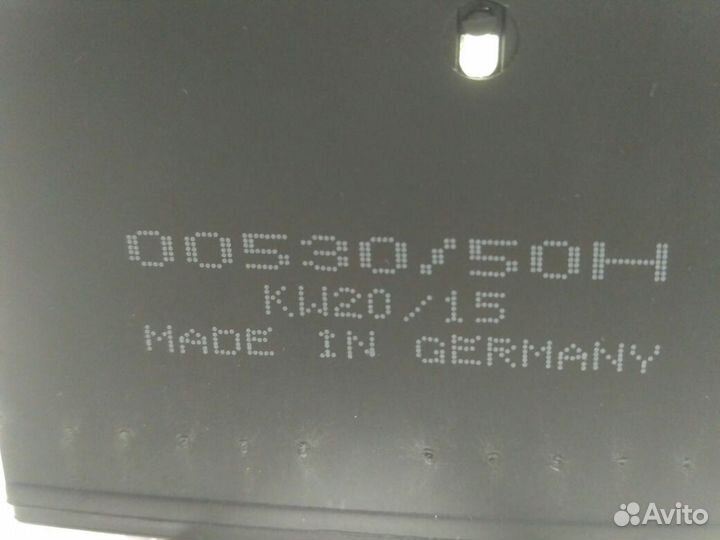 00530/50H
KW20/15
MADE IN GERMANY
Avito